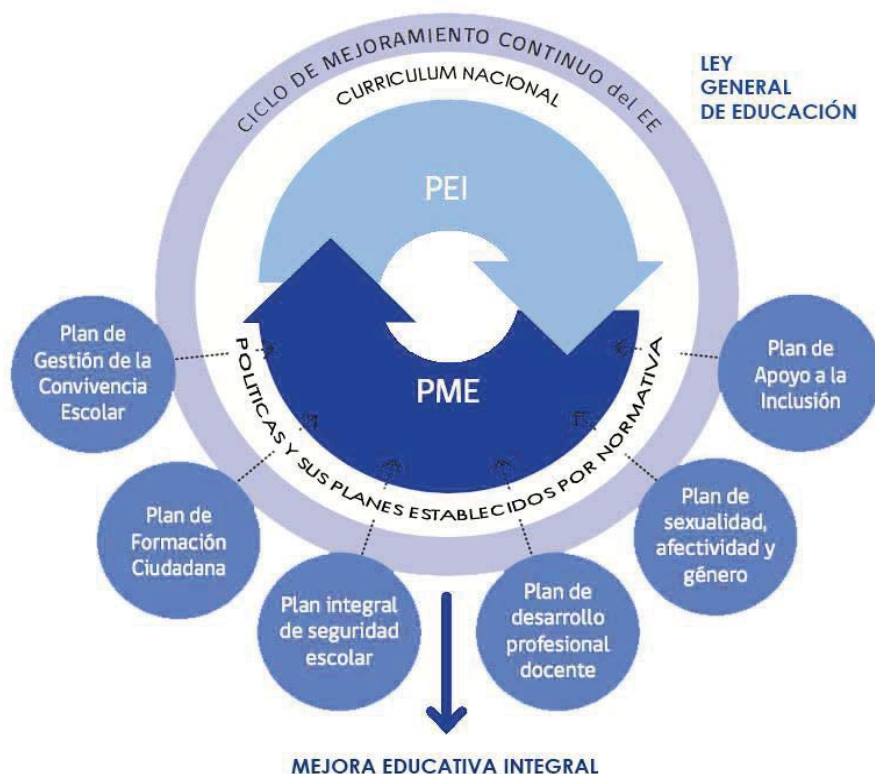 CICLO DE MEJORAMIENTO CONTINUO del EE
CURRICULUM NACIONAL
LEY
GENERAL
DE EDUCACIÓN
PEI
PME
POLITICAS Y SUS PLANES ESTABLECIDOS POR NORMATIVA
Plan de
Gestión de la
Convivencia
Escolar
Plan de
Formación
Ciudadana
Plan integral
de seguridad
escolar
Plan de
desarrollo
profesional
docente
Plan de
sexualidad,
afectividad y
género
Plan de
Apoyo a la
Inclusión
MEJORA EDUCATIVA INTEGRAL